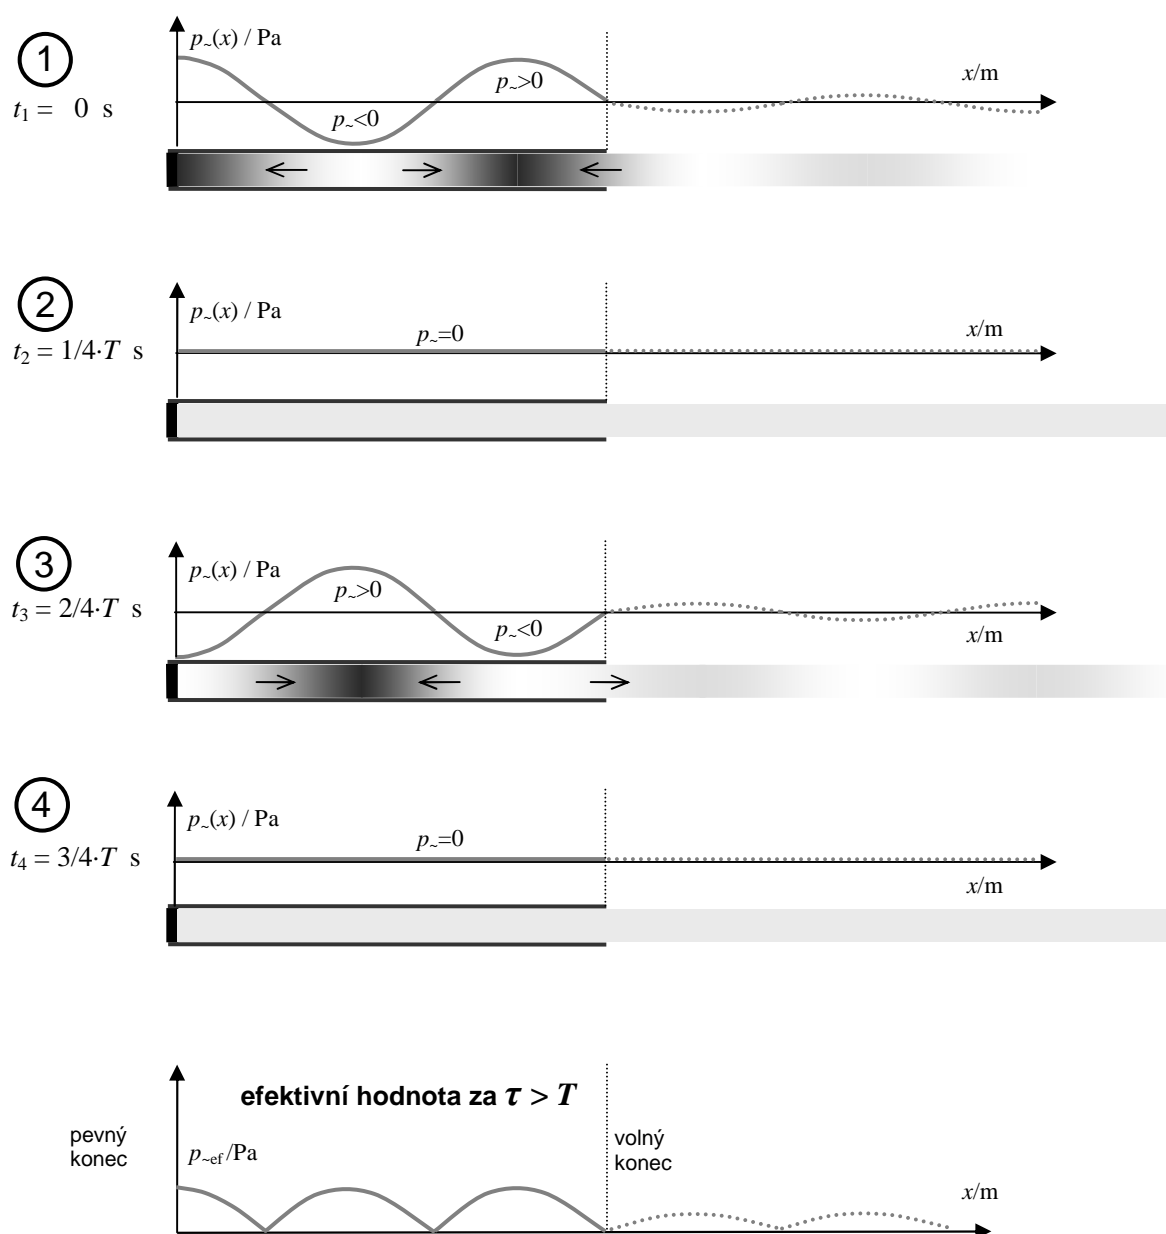 1
p~(x) / Pa
t1 = 0 s
p~<0
p~>0
x/m
2
p~(x) / Pa
t2 = 1/4·T s
p~=0
x/m
3
p~(x) / Pa
t3 = 2/4·T s
p~>0
p~<0
x/m
4
p~(x) / Pa
t4 = 3/4·T s
p~=0
x/m
efektivní hodnota za τ > T
pevný
konec
p~ef /Pa
volný
konec
x/m